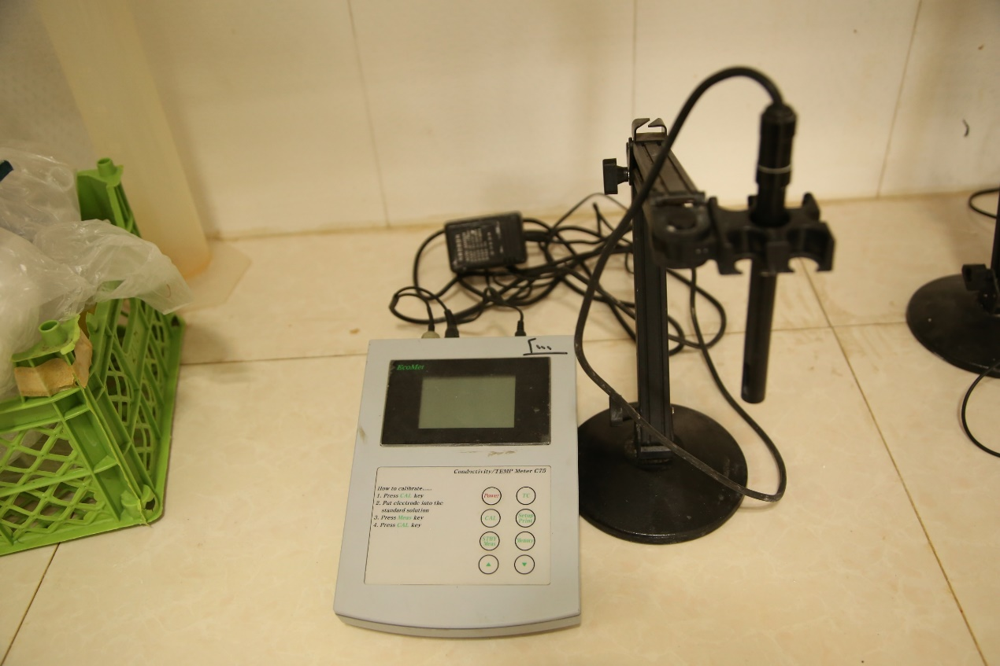 EcoMet
Conductivity/TEMP Meter C75
How to calibrate.....
1. Press CAL key
2. Put electrode into the
standard solution
3. Press Meas key
4. Press CAL key
Power
TC
CAL
Setup
Print
Meas
Memory